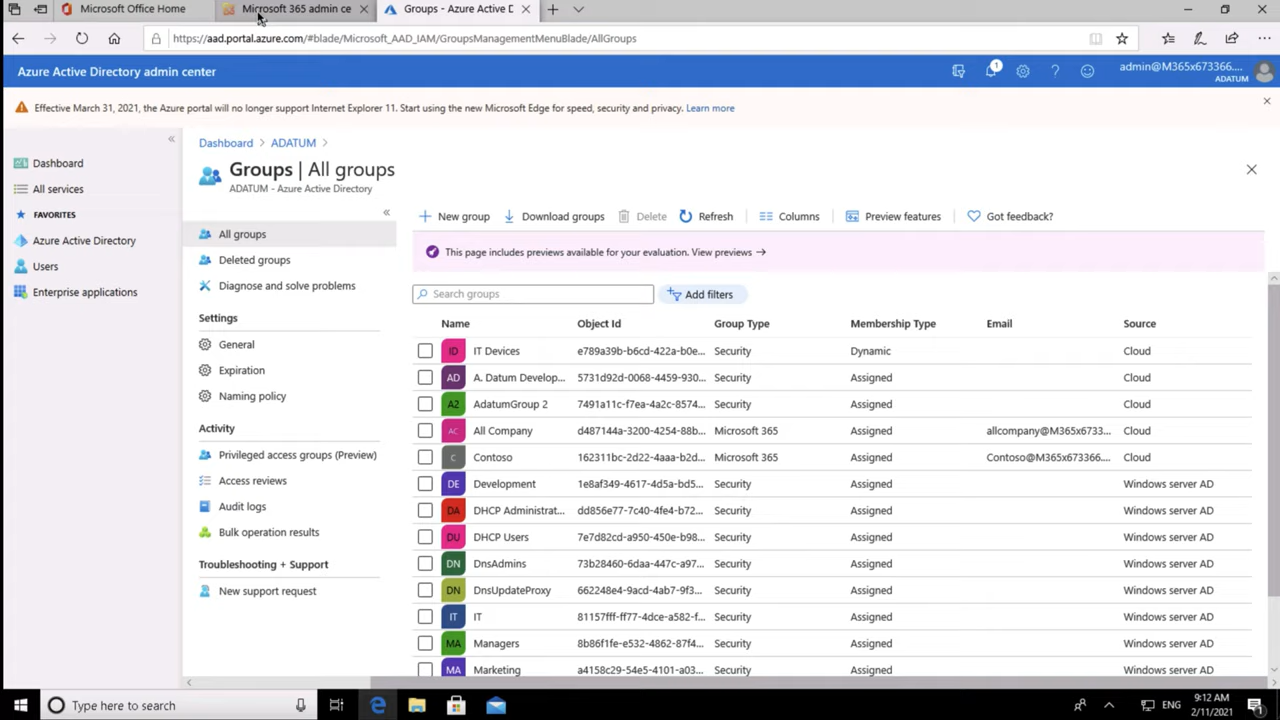 Microsoft Office Home
Microsoft 365 admin ce
Groups - Azure Active D
https://aad.portal.azure.com/#blade/Microsoft_AAD_IAM/GroupsManagementMenuBlade/AllGroups
Azure Active Directory admin center
1
admin@M365x673366....
ADATUM
Effective March 31, 2021, the Azure portal will no longer support Internet Explorer 11. Start using the new Microsoft Edge for speed, security and privacy. Learn more
Dashboard
All services
FAVORITES
Azure Active Directory
Users
Enterprise applications
Dashboard > ADATUM >
Groups | All groups
ADATUM - Azure Active Directory
All groups
Deleted groups
Diagnose and solve problems
Settings
General
Expiration
Naming policy
Activity
Privileged access groups (Preview)
Access reviews
Audit logs
Bulk operation results
Troubleshooting + Support
New support request
New group Download groups Delete Refresh Columns Preview features Got feedback?
This page includes previews available for your evaluation. View previews →
Search groups Add filters
Name Object Id Group Type Membership Type Email Source
ID IT Devices e789a39b-b6cd-422a-b0e... Security Dynamic Cloud
AD A. Datum Develop... 5731d92d-0068-4459-930... Security Assigned Cloud
A2 AdatumGroup 2 7491a11c-f7ea-4a2c-8574... Security Assigned Cloud
AC All Company d487144a-3200-4254-88b... Microsoft 365 Assigned allcompany@M365x6733... Cloud
C Contoso 162311bc-2d22-4aaa-b2d... Microsoft 365 Assigned Contoso@M365x673366.... Cloud
DE Development 1e8af349-4617-4d5a-bd5... Security Assigned Windows server AD
DA DHCP Administrat... dd856e77-7c40-4fe4-b72... Security Assigned Windows server AD
DU DHCP Users 7e7d82cd-a950-450e-b98... Security Assigned Windows server AD
DN DnsAdmins 73b28460-6daa-447c-a97... Security Assigned Windows server AD
DN DnsUpdateProxy 662248e4-9acd-4ab7-9f3... Security Assigned Windows server AD
IT IT 81157fff-ff77-4dce-a582-f... Security Assigned Windows server AD
MA Managers 8b86f1fe-e532-4862-87f4... Security Assigned Windows server AD
MA Marketing a4158c29-54e5-4101-a03... Security Assigned Windows server AD
Type here to search
ENG
9:12 AM
2/11/2021
1